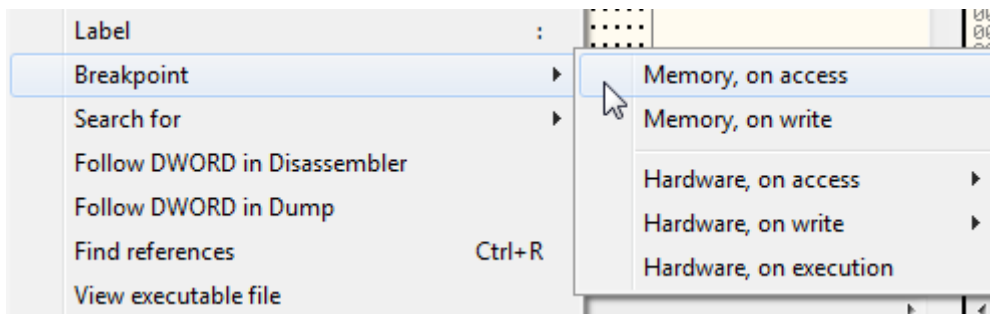 Label :
Breakpoint
Search for
Follow DWORD in Disassembler
Follow DWORD in Dump
Find references Ctrl+R
View executable file
Memory, on access
Memory, on write
Hardware, on access
Hardware, on write
Hardware, on execution